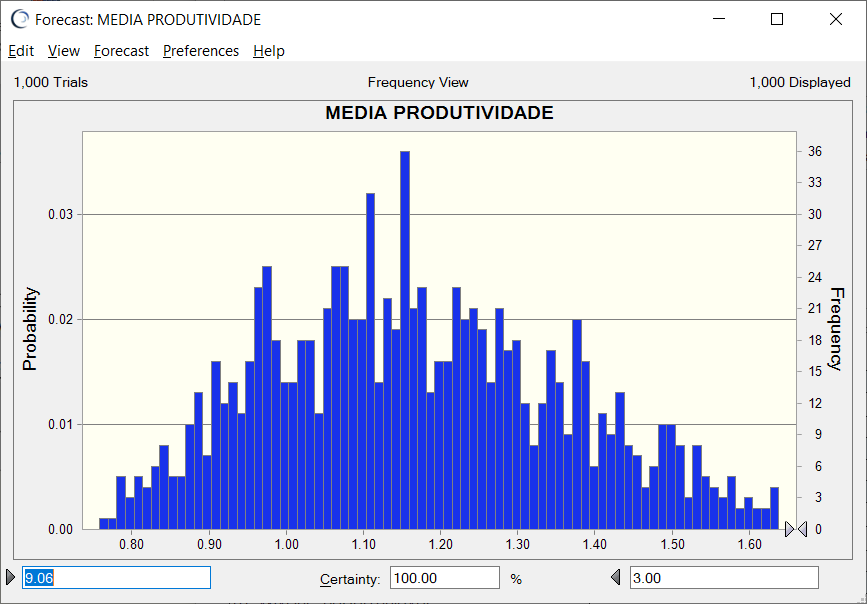 Forecast: MEDIA PRODUTIVIDADE
Edit View Forecast Preferences Help
1,000 Trials Frequency View 1,000 Displayed
MEDIA PRODUTIVIDADE
Probability
0.03
0.02
0.01
0.00
36
33
30
27
24
21
18
15
12
9
6
3
0
Frequency
0.80 0.90 1.00 1.10 1.20 1.30 1.40 1.50 1.60
9.06 Certainty: 100.00 % 3.00